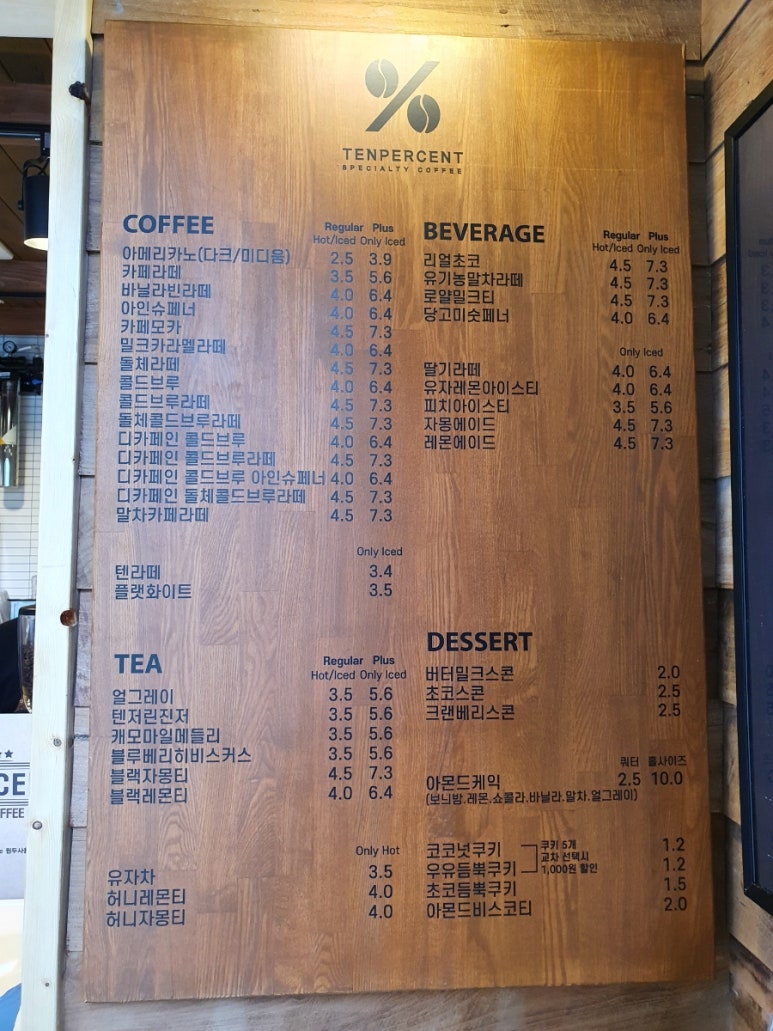 TENPERCENT
SPECIALTY COFFEE
COFFEE
Regular Plus
Hot/Iced Only Iced
아메리카노(다크/미디움) 2.5 3.9
카페라떼 3.5 5.6
바닐라빈라떼 4.0 6.4
아인슈페너 4.0 6.4
카페모카 4.5 7.3
밀크카라멜라떼 4.0 6.4
돌체라떼 4.5 7.3
콜드브루 4.0 6.4
콜드브루라떼 4.5 7.3
돌체콜드브루라떼 4.5 7.3
디카페인 콜드브루 4.0 6.4
디카페인 콜드브루라떼 4.5 7.3
디카페인 콜드브루 아인슈페너 4.0 6.4
디카페인 돌체콜드브루라떼 4.5 7.3
말차카페라떼 4.5 7.3
Only Iced
텐라떼 3.4
플랫화이트 3.5
TEA
Regular Plus
Hot/Iced Only Iced
얼그레이 3.5 5.6
텐저린진저 3.5 5.6
캐모마일메들리 3.5 5.6
블루베리히비스커스 3.5 5.6
블랙자몽티 4.5 7.3
블랙레몬티 4.0 6.4
Only Hot
유자차 3.5
허니레몬티 4.0
허니자몽티 4.0
BEVERAGE
Regular Plus
Hot/Iced Only Iced
리얼초코 4.5 7.3
유기농말차라떼 4.5 7.3
로얄밀크티 4.5 7.3
당고미숫페너 4.0 6.4
Only Iced
딸기라떼 4.0 6.4
유자레몬아이스티 4.0 6.4
피치아이스티 3.5 5.6
자몽에이드 4.5 7.3
레몬에이드 4.5 7.3
DESSERT
버터밀크스콘 2.0
초코스콘 2.5
크랜베리스콘 2.5
쿼터 홀사이즈
아몬드케익 2.5 10.0
(보늬밤.레몬.쇼콜라.바닐라.말차.얼그레이)
코코넛쿠키 1.2
우유듬뿍쿠키 1.2
쿠키 5개
교차 선택시
1,000원 할인
초코듬뿍쿠키 1.5
아몬드비스코티 2.0